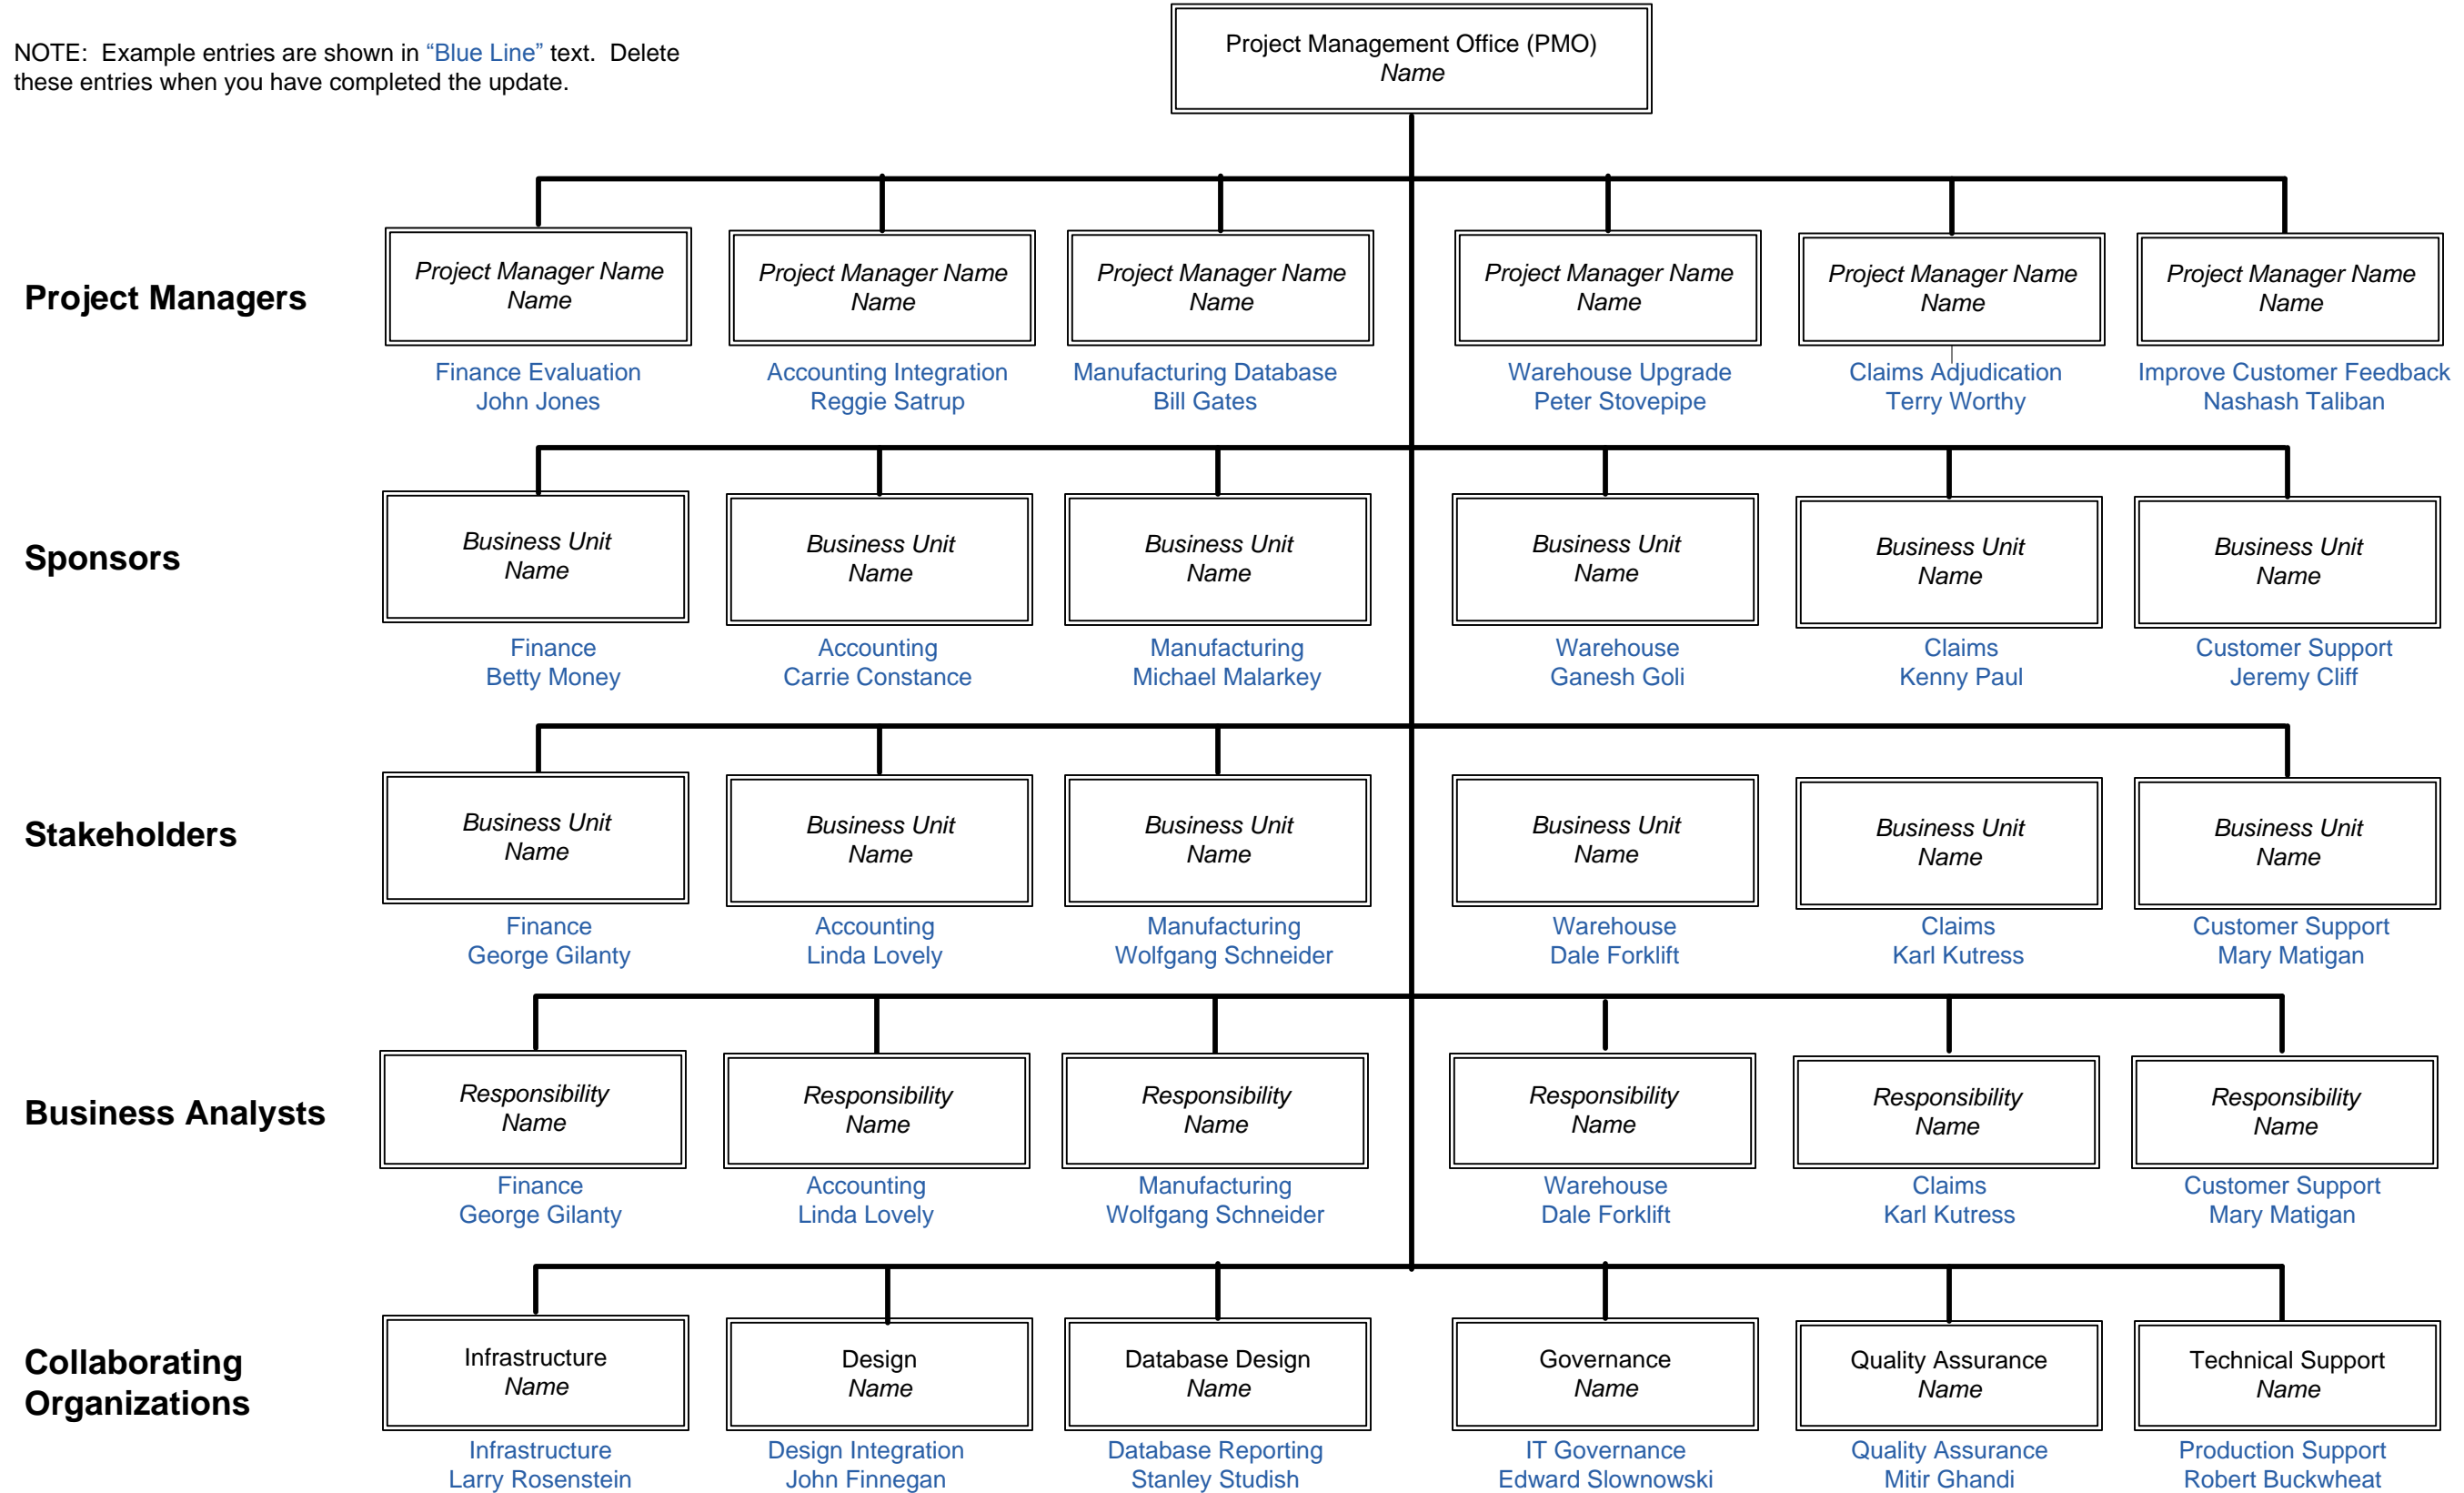 NOTE:  Example entries are shown in “Blue Line” text.  Delete
these entries when you have completed the update.
Project Management Office (PMO)
Name
Project Managers
Project Manager Name
Name
Project Manager Name
Name
Project Manager Name
Name
Project Manager Name
Name
Project Manager Name
Name
Project Manager Name
Name
Finance Evaluation
John Jones
Accounting Integration
Reggie Satrup
Manufacturing Database
Bill Gates
Warehouse Upgrade
Peter Stovepipe
Claims Adjudication
Terry Worthy
Improve Customer Feedback
Nashash Taliban
Sponsors
Business Unit
Name
Business Unit
Name
Business Unit
Name
Business Unit
Name
Business Unit
Name
Business Unit
Name
Finance
Betty Money
Accounting
Carrie Constance
Manufacturing
Michael Malarkey
Warehouse
Ganesh Goli
Claims
Kenny Paul
Customer Support
Jeremy Cliff
Stakeholders
Business Unit
Name
Business Unit
Name
Business Unit
Name
Business Unit
Name
Business Unit
Name
Business Unit
Name
Finance
George Gilanty
Accounting
Linda Lovely
Manufacturing
Wolfgang Schneider
Warehouse
Dale Forklift
Claims
Karl Kutress
Customer Support
Mary Matigan
Business Analysts
Responsibility
Name
Responsibility
Name
Responsibility
Name
Responsibility
Name
Responsibility
Name
Responsibility
Name
Finance
George Gilanty
Accounting
Linda Lovely
Manufacturing
Wolfgang Schneider
Warehouse
Dale Forklift
Claims
Karl Kutress
Customer Support
Mary Matigan
Collaborating
Organizations
Infrastructure
Name
Design
Name
Database Design
Name
Governance
Name
Quality Assurance
Name
Technical Support
Name
Infrastructure
Larry Rosenstein
Design Integration
John Finnegan
Database Reporting
Stanley Studish
IT Governance
Edward Slownowski
Quality Assurance
Mitir Ghandi
Production Support
Robert Buckwheat